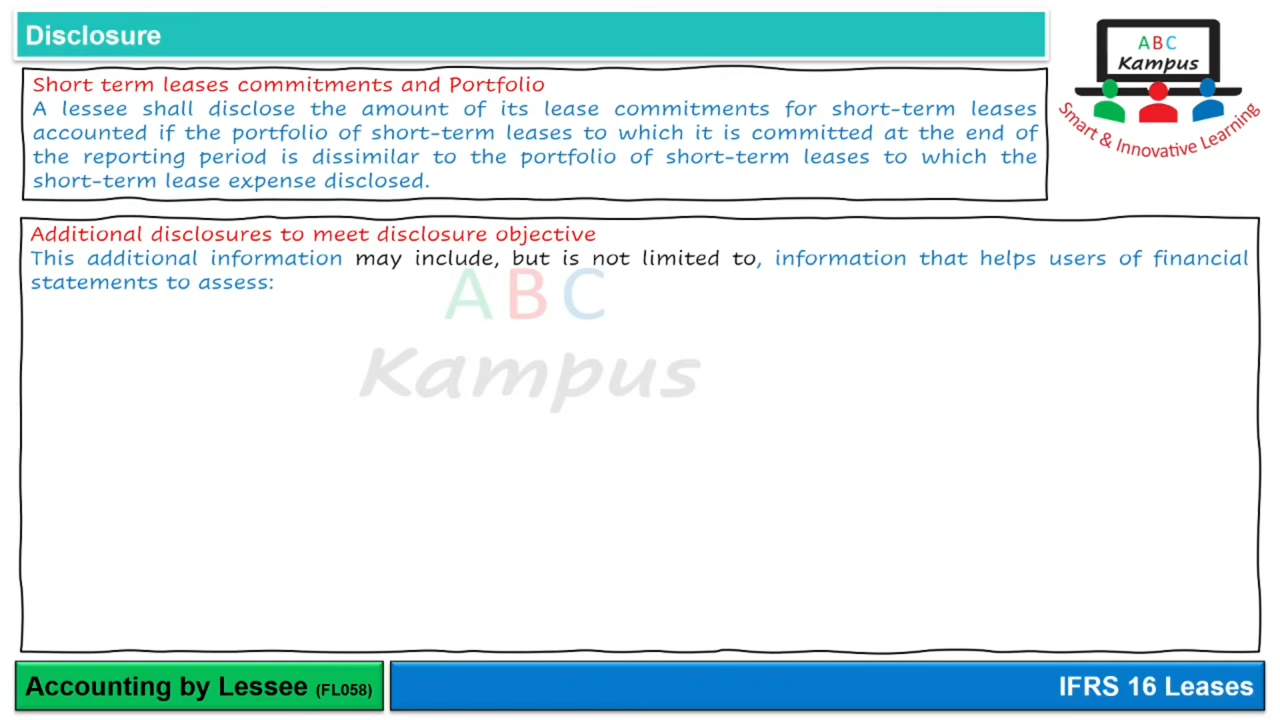 Disclosure
ABC
Kampus
Smart & Innovative Learning
Short term leases commitments and Portfolio
A lessee shall disclose the amount of its lease commitments for short-term leases
accounted if the portfolio of short-term leases to which it is committed at the end of
the reporting period is dissimilar to the portfolio of short-term leases to which the
short-term lease expense disclosed.
Additional disclosures to meet disclosure objective
This additional information may include, but is not limited to, information that helps users of financial
statements to assess:
ABC
Kampus
Accounting by Lessee (FL058)
IFRS 16 Leases